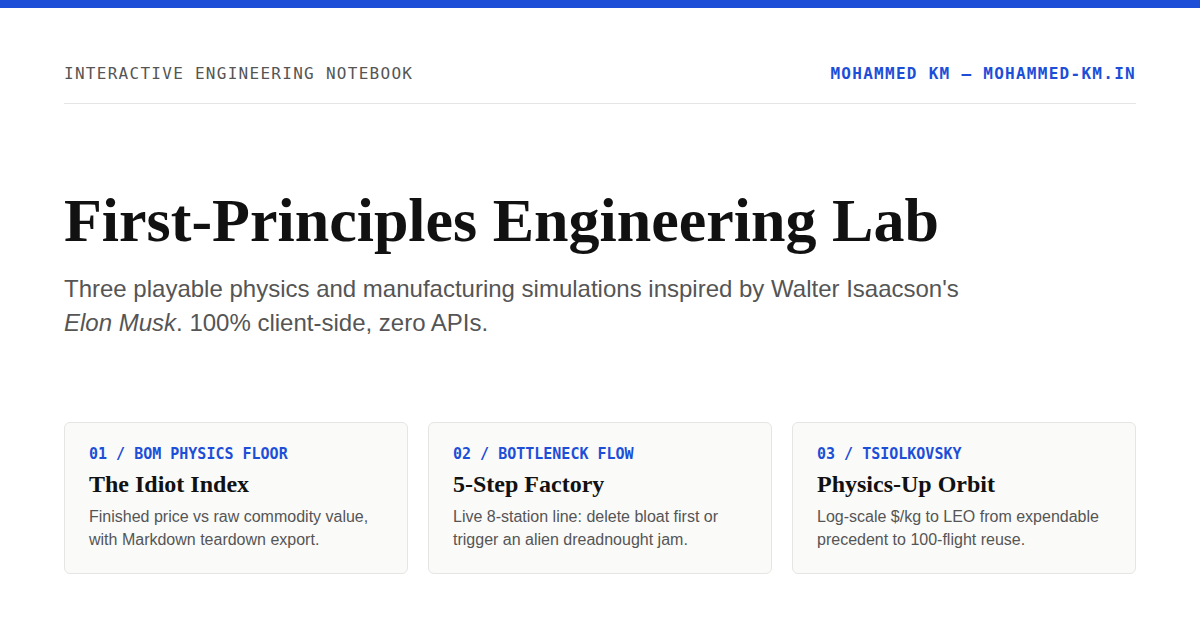 INTERACTIVE ENGINEERING NOTEBOOK
MOHAMMED KM — MOHAMMED-KM.IN
First-Principles Engineering Lab
Three playable physics and manufacturing simulations inspired by Walter Isaacson's
Elon Musk. 100% client-side, zero APIs.
01 / BOM PHYSICS FLOOR
The Idiot Index
Finished price vs raw commodity value,
with Markdown teardown export.
02 / BOTTLENECK FLOW
5-Step Factory
Live 8-station line: delete bloat first or
trigger an alien dreadnought jam.
03 / TSIOLKOVSKY
Physics-Up Orbit
Log-scale $/kg to LEO from expendable
precedent to 100-flight reuse.